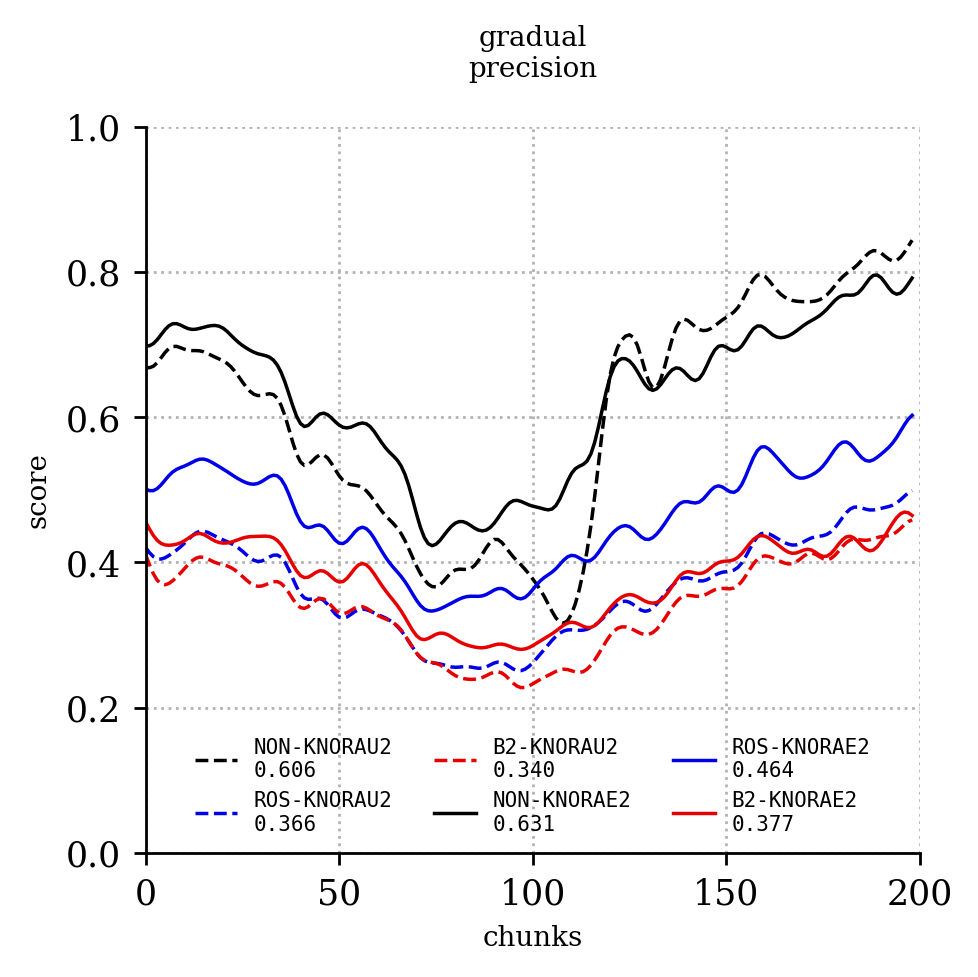 gradual
precision
1.0
0.8
0.6
0.4
0.2
0.0
score
NON-KNORAU2
0.606
B2-KNORAU2
0.340
ROS-KNORAE2
0.464
ROS-KNORAU2
0.366
NON-KNORAE2
0.631
B2-KNORAE2
0.377
0 50 100 150 200
chunks